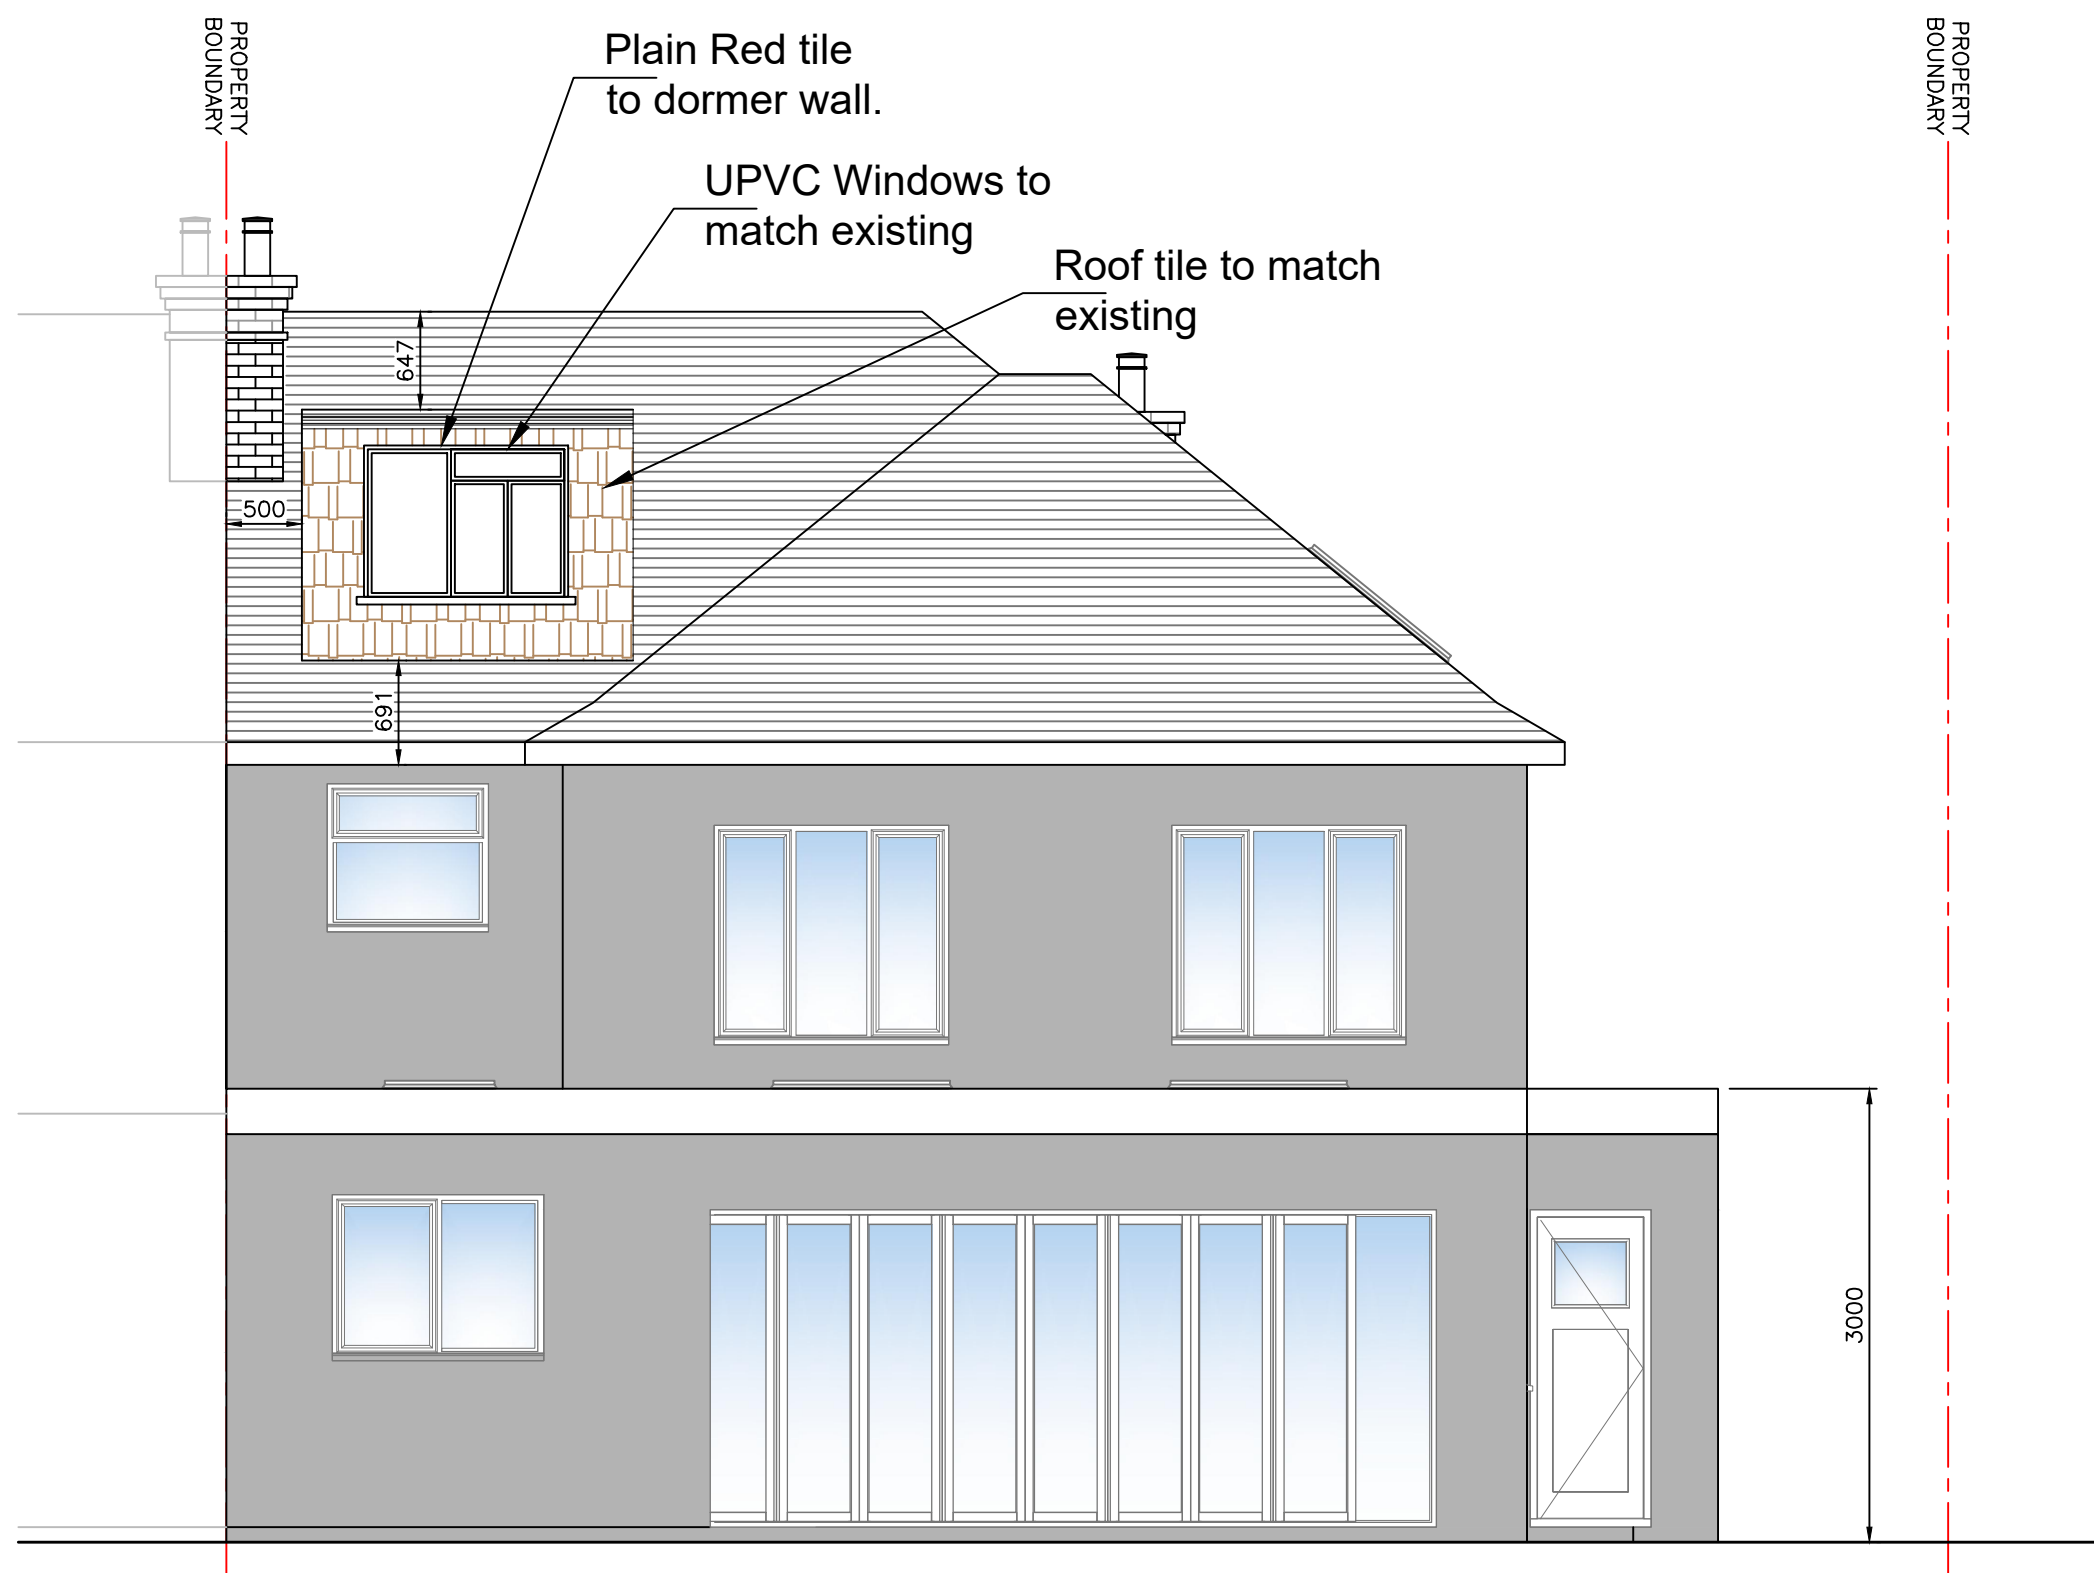 PROPERTY
BOUNDARY
PROPERTY
BOUNDARY
Plain Red tile
to dormer wall.
UPVC Windows to
match existing
Roof tile to match
existing
647
500
691
3000